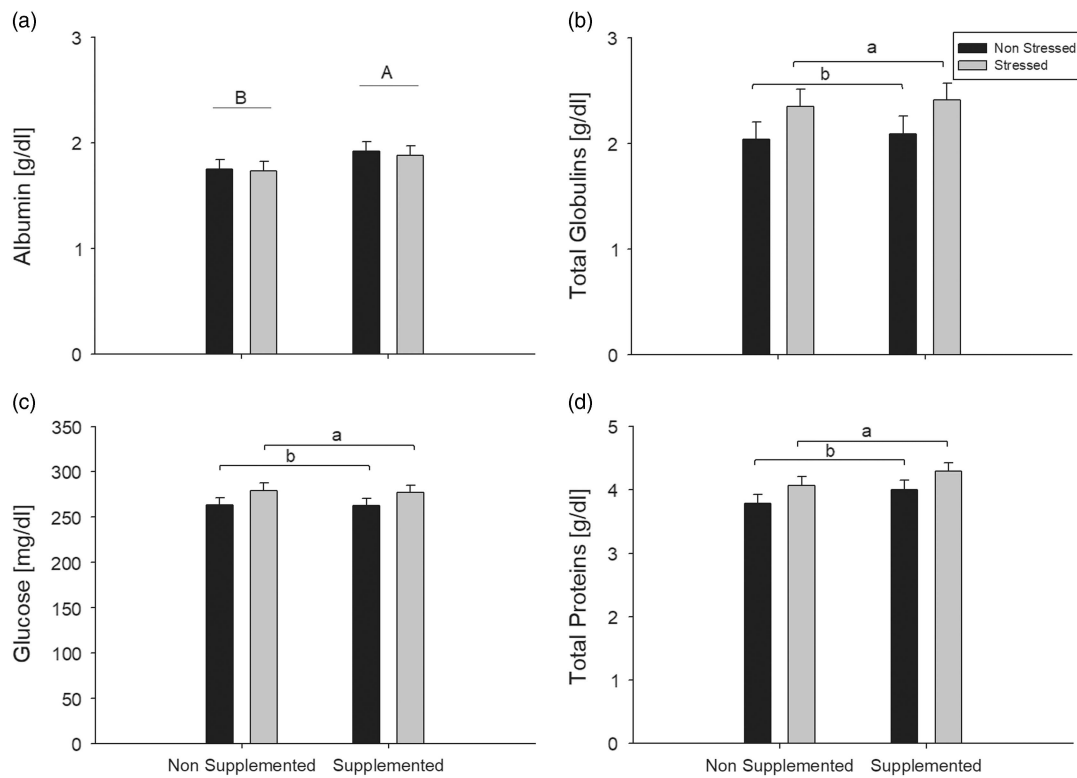 (a)
3
2
1
0
Albumin [g/dl]
B
A
(b)
3
2
1
0
Total Globulins [g/dl]
b
a
Non Stressed
Stressed
(c)
350
300
250
200
150
100
50
0
Glucose [mg/dl]
b
a
Non Supplemented Supplemented
(d)
5
4
3
2
1
0
Total Proteins [g/dl]
b
a
Non Supplemented Supplemented